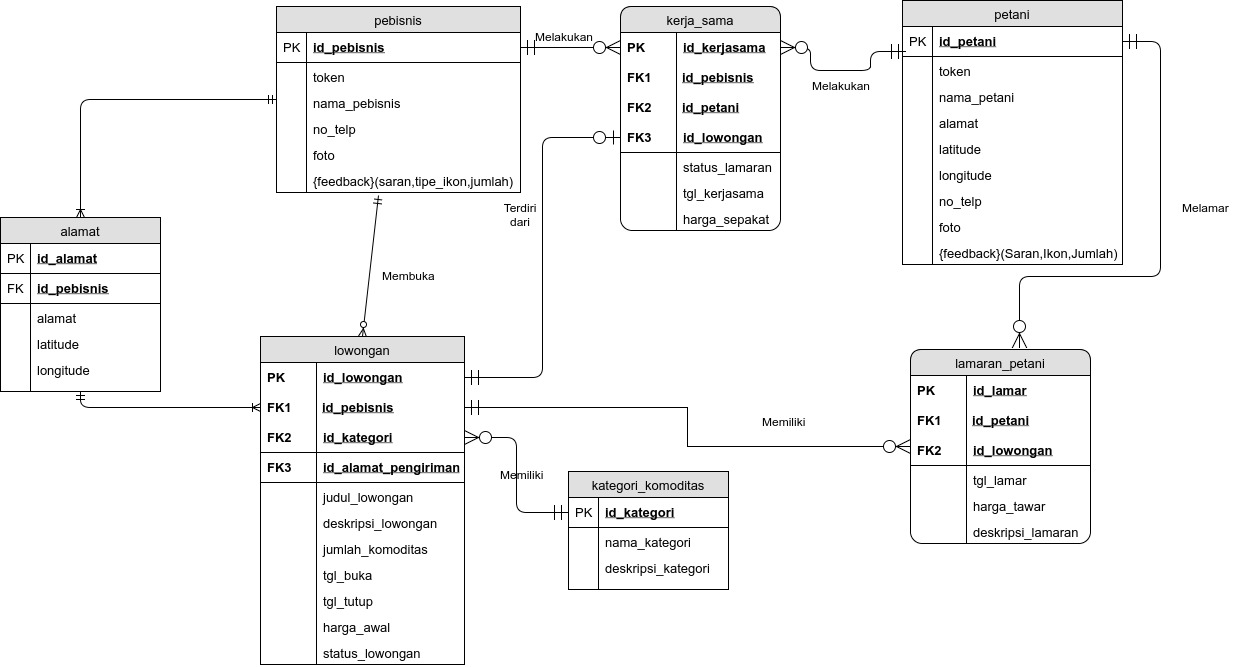 pebisnis
PK id_pebisnis
token
nama_pebisnis
no_telp
foto
{feedback}(saran,tipe_ikon,jumlah)
Melakukan
kerja_sama
PK id_kerjasama
FK1 id_pebisnis
FK2 id_petani
FK3 id_lowongan
status_lamaran
tgl_kerjasama
harga_sepakat
Melakukan
petani
PK id_petani
token
nama_petani
alamat
latitude
longitude
no_telp
foto
{feedback}(Saran,Ikon,Jumlah)
Melamar
Terdiri
dari
alamat
PK id_alamat
FK id_pebisnis
alamat
latitude
longitude
Membuka
lowongan
PK id_lowongan
FK1 id_pebisnis
FK2 id_kategori
FK3 id_alamat_pengiriman
judul_lowongan
deskripsi_lowongan
jumlah_komoditas
tgl_buka
tgl_tutup
harga_awal
status_lowongan
Memiliki
kategori_komoditas
PK id_kategori
nama_kategori
deskripsi_kategori
Memiliki
lamaran_petani
PK id_lamar
FK1 id_petani
FK2 id_lowongan
tgl_lamar
harga_tawar
deskripsi_lamaran